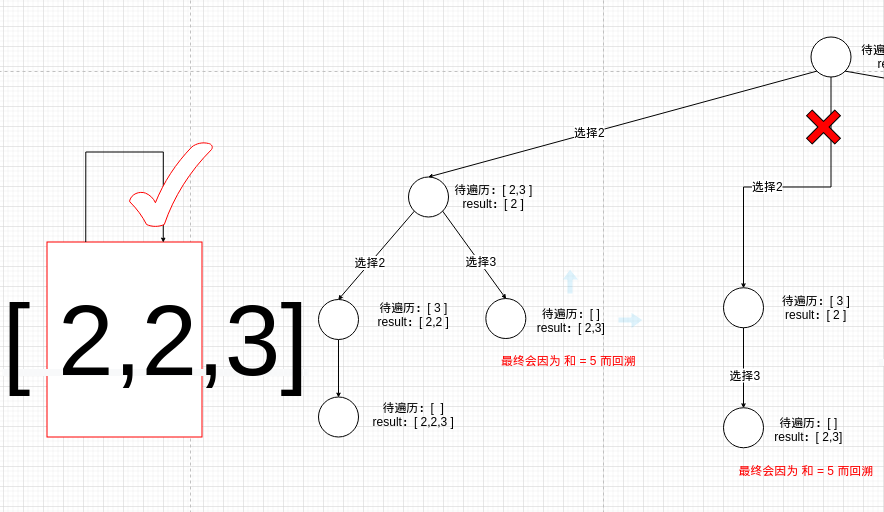 待遍
re
选择2
选择2
待遍历：[ 2,3 ]
result：[ 2 ]
选择2
选择3
待遍历：[ 3 ]
result：[ 2,2 ]
待遍历：[ ]
result：[ 2,3]
最终会因为 和 = 5 而回溯
待遍历：[ 3 ]
result：[ 2 ]
[ 2,2,3]
选择3
待遍历：[ ]
result：[ 2,2,3 ]
待遍历：[ ]
result：[ 2,3]
最终会因为 和 = 5 而回溯